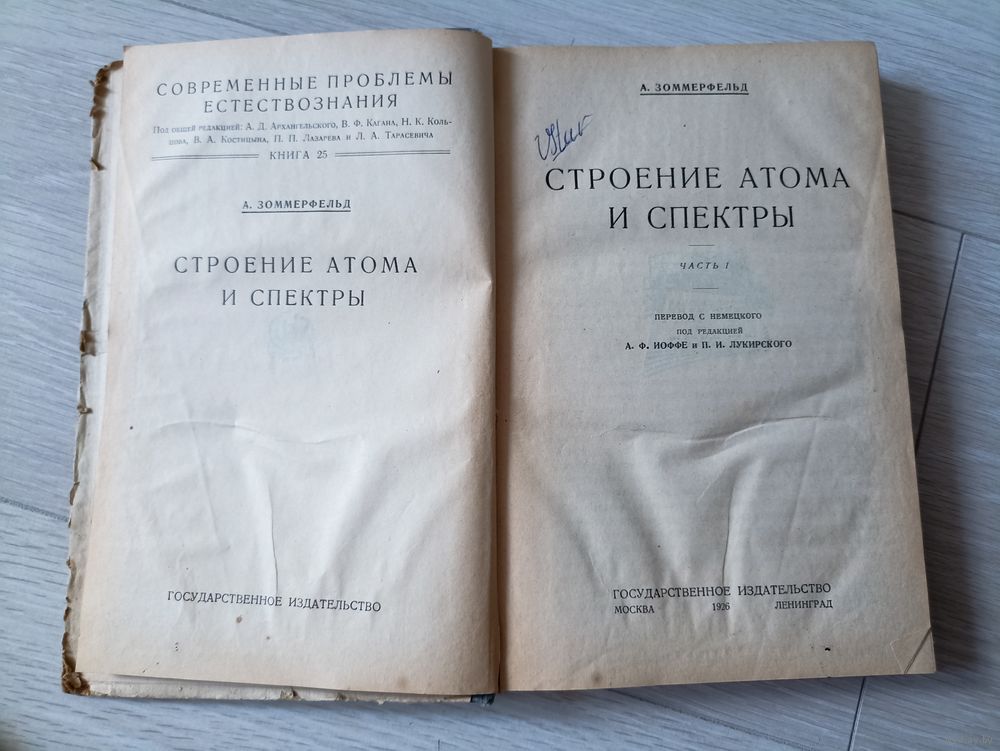 СОВРЕМЕННЫЕ ПРОБЛЕМЫ
ЕСТЕСТВОЗНАНИЯ
Под общей редакцией: А. Д. Архангельского, В. Ф. Кагана, Н. К. Коль-
цова, В. А. Костицына, П. П. Лазарева и Л. А. Тарасевича
КНИГА 25
А. ЗОММЕРФЕЛЬД
СТРОЕНИЕ АТОМА
И СПЕКТРЫ
ГОСУДАРСТВЕННОЕ ИЗДАТЕЛЬСТВО
А. ЗОММЕРФЕЛЬД
СТРОЕНИЕ АТОМА
И СПЕКТРЫ
ЧАСТЬ I
ПЕРЕВОД С НЕМЕЦКОГО
ПОД РЕДАКЦИЕЙ
А. Ф. ИОФФЕ и П. И. ЛУКИРСКОГО
ГОСУДАРСТВЕННОЕ ИЗДАТЕЛЬСТВО
МОСКВА 1926 ЛЕНИНГРАД